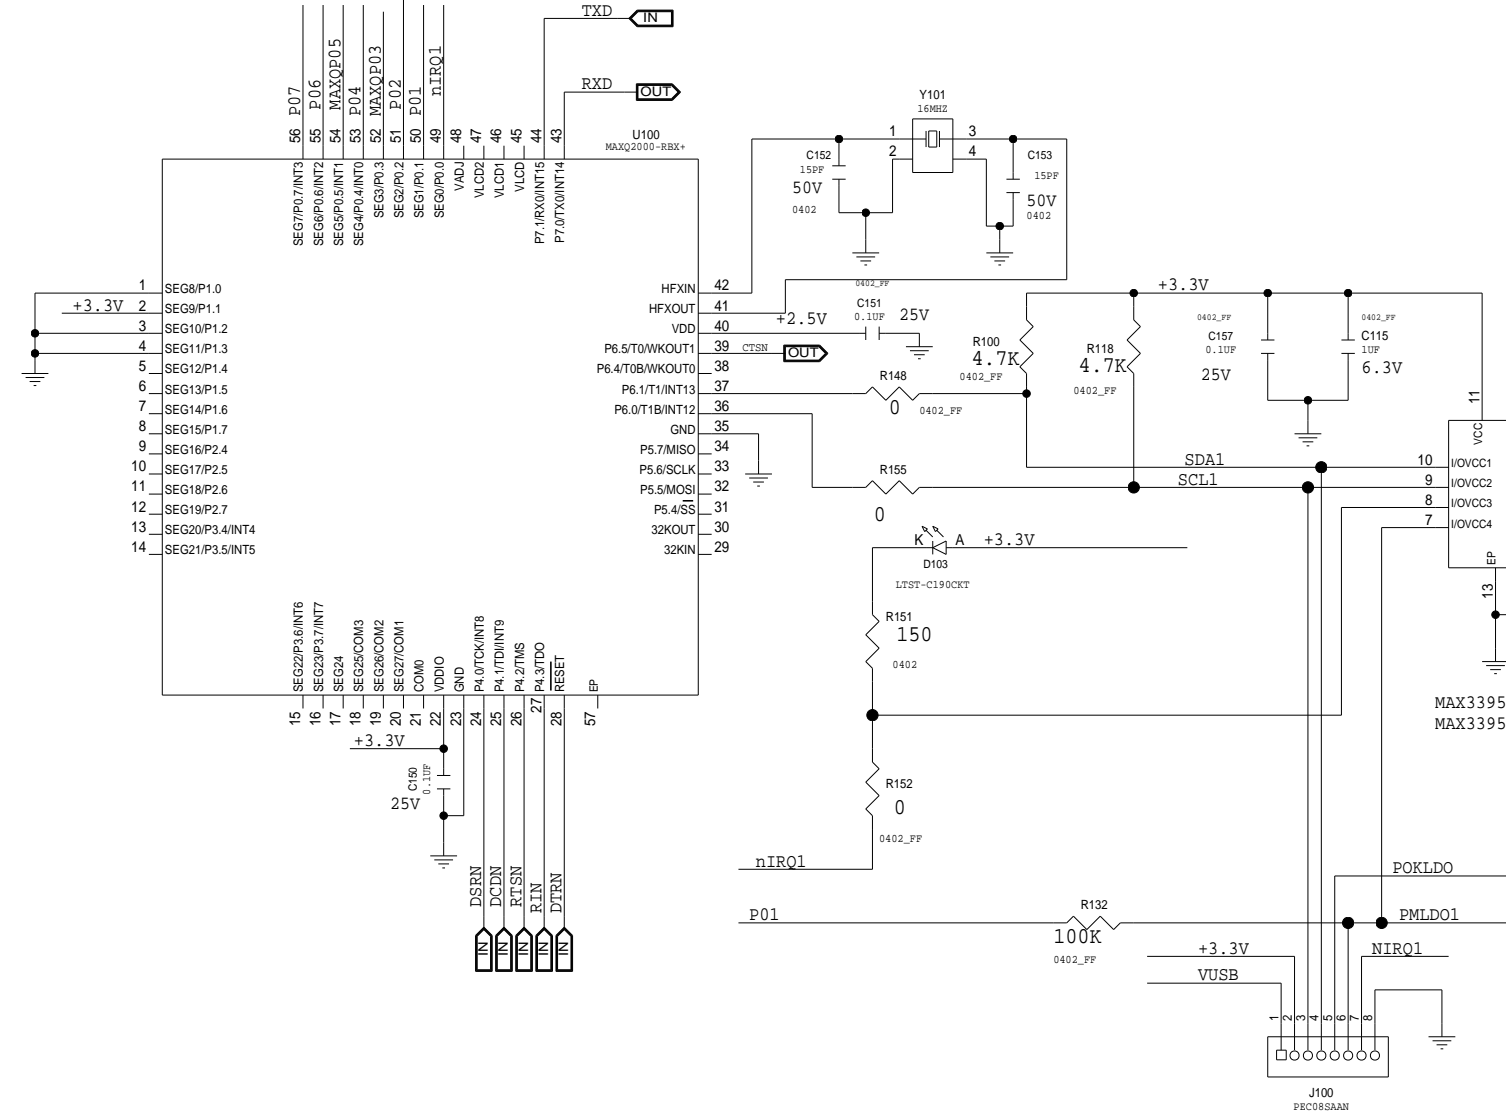 TXD
IN
RXD
OUT
P07
P06
MAXQP05
P04
MAXQP03
P02
P01
nIRQ1
56
55
54
53
52
51
50
49
48
47
46
45
44
43
U100
MAXQ2000-RBX+
SEG7/P0.7/INT3
SEG6/P0.6/INT2
SEG5/P0.5/INT1
SEG4/P0.4/INT0
SEG3/P0.3
SEG2/P0.2
SEG1/P0.1
SEG0/P0.0
VADJ
VLCD2
VLCD1
VLCD
P7.1/RX0/INT15
P7.0/TX0/INT14
Y101
16MHZ
1
2
3
4
C152
15PF
50V
0402
C153
15PF
50V
0402
1 SEG8/P1.0
+3.3V 2 SEG9/P1.1
3 SEG10/P1.2
4 SEG11/P1.3
5 SEG12/P1.4
6 SEG13/P1.5
7 SEG14/P1.6
8 SEG15/P1.7
9 SEG16/P2.4
10 SEG17/P2.5
11 SEG18/P2.6
12 SEG19/P2.7
13 SEG20/P3.4/INT4
14 SEG21/P3.5/INT5
HFXIN 42
HFXOUT 41
VDD 40
P6.5/T0/WKOUT1 39
P6.4/T0B/WKOUT0 38
P6.1/T1/INT13 37
P6.0/T1B/INT12 36
GND 35
P5.7/MISO 34
P5.6/SCLK 33
P5.5/MOSI 32
P5.4/SS 31
32KOUT 30
32KIN 29
0402_FF
C151
0.1UF
25V
+2.5V
CTSN
OUT
R148
0
0402_FF
R155
0
R100
4.7K
0402_FF
R118
4.7K
0402_FF
+3.3V
0402_FF
C157
0.1UF
25V
0402_FF
C115
1UF
6.3V
11
VCC
SDA1
SCL1
10 I/OVCC1
9 I/OVCC2
8 I/OVCC3
7 I/OVCC4
EP
13
MAX3395
MAX3395
K
A
+3.3V
D103
LTST-C190CKT
R151
150
0402
R152
0
0402_FF
nIRQ1
P01
R132
100K
0402_FF
POKLDO
PMLDO1
NIRQ1
+3.3V
VUSB
1
2
3
4
5
6
7
8
J100
PEC08SAAN
SEG22/P3.6/INT6
SEG23/P3.7/INT7
SEG24
SEG25/COM3
SEG26/COM2
SEG27/COM1
COM0
VDDIO
GND
P4.0/TCK/INT8
P4.1/TDI/INT9
P4.2/TMS
P4.3/TDO
RESET
EP
15
16
17
18
19
20
21
22
23
24
25
26
27
28
57
+3.3V
C150
0.1UF
25V
DSRN
DCDN
RTSN
RIN
DTRN
IN
IN
IN
IN
IN